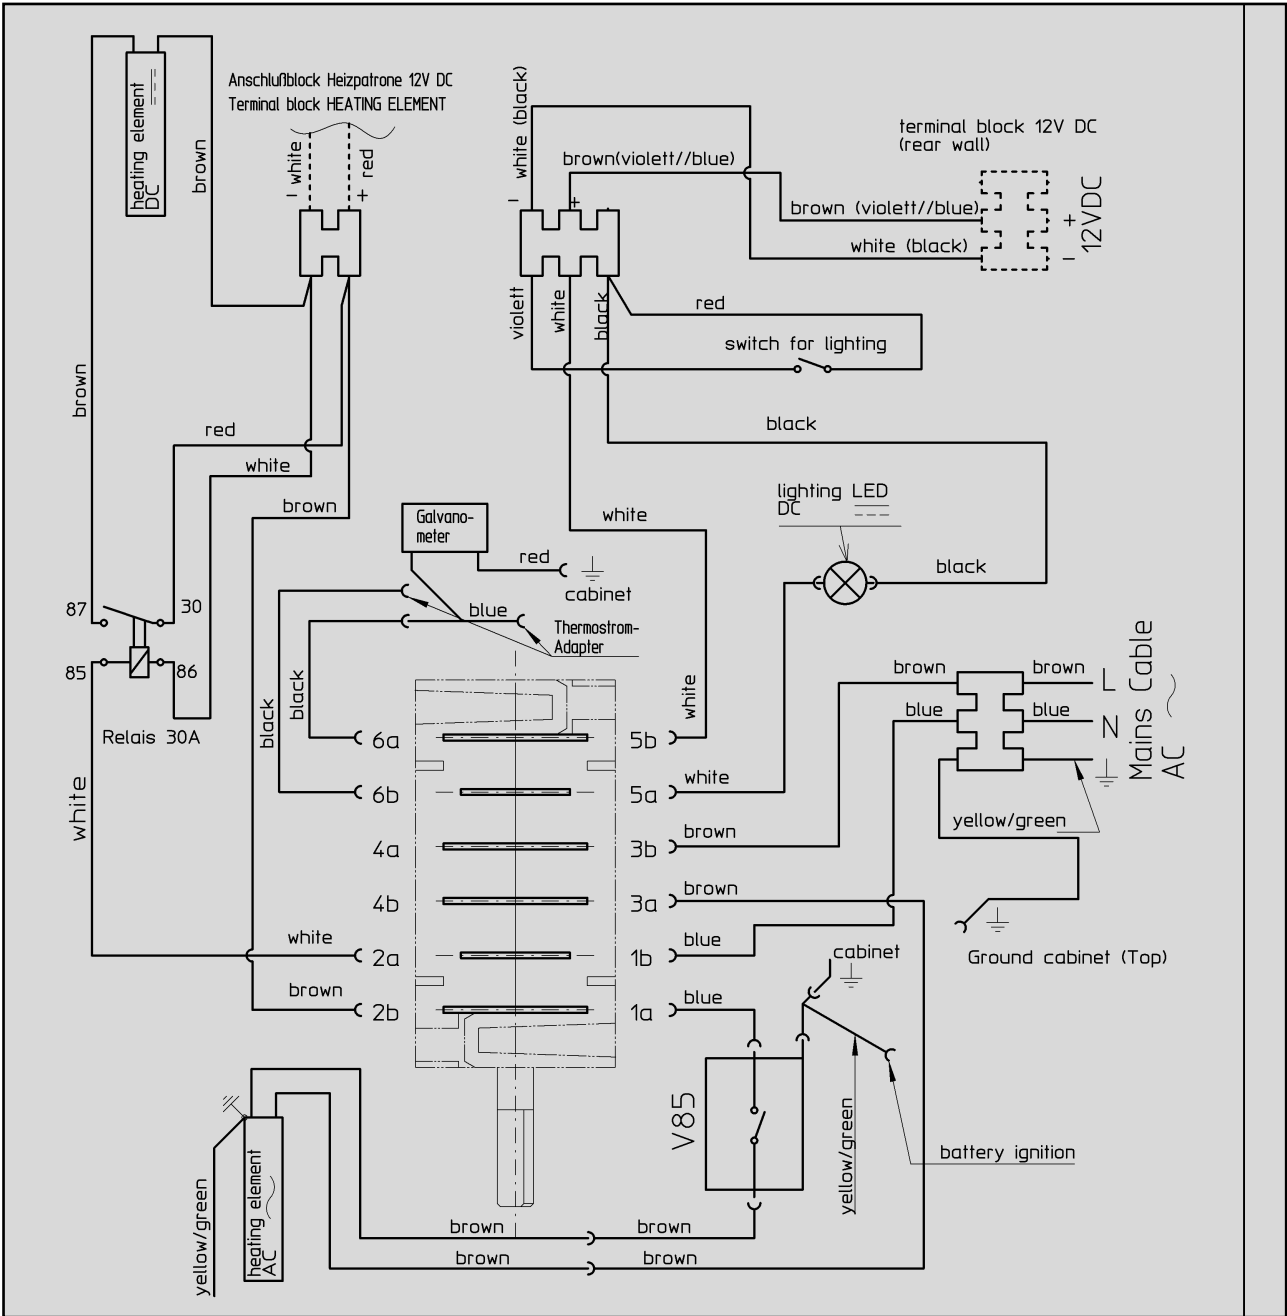 heating element
DC
brown
Anschlußblock Heizpatrone 12V DC
Terminal block HEATING ELEMENT
white
red
-
+
white (black)
brown(violett//blue)
-
+
terminal block 12V DC
(rear wall)
brown (violett//blue)
white (black)
+
-
12VDC
violett
white
black
red
switch for lighting
brown
red
white
brown
black
lighting LED
DC
white
black
Galvano-
meter
red
cabinet
blue
Thermostrom-
Adapter
87
30
85
86
Relais 30A
white
black
black
white
6a
6b
4a
4b
2a
2b
white
brown
5b
5a
3b
3a
1b
1a
white
brown
brown
blue
blue
brown
brown
L
blue
blue
N
Mains Cable
AC
yellow/green
Ground cabinet (Top)
cabinet
V85
yellow/green
battery ignition
yellow/green
heating element
AC
brown
brown
brown
brown